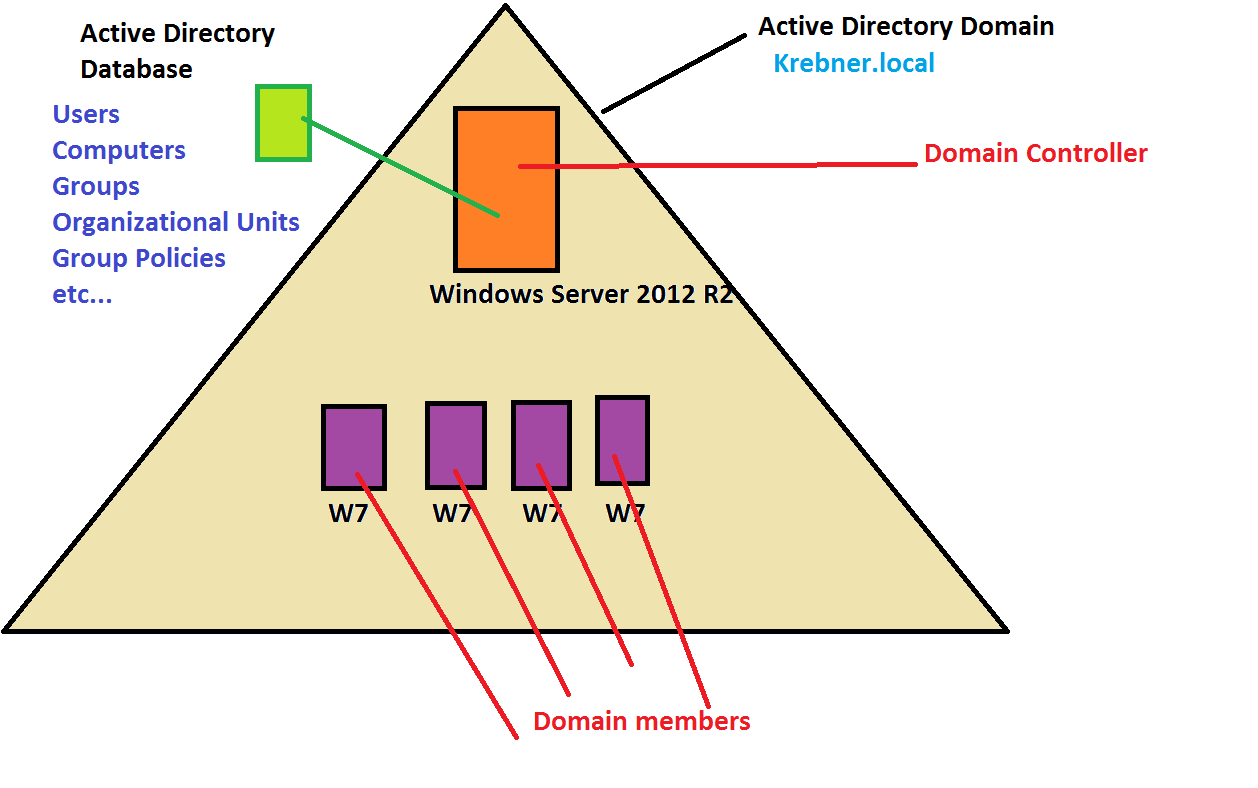 Active Directory
Database
Users
Computers
Groups
Organizational Units
Group Policies
etc...
Active Directory Domain
Krebner.local
Domain Controller
Windows Server 2012 R2
W7 W7 W7 W7
Domain members